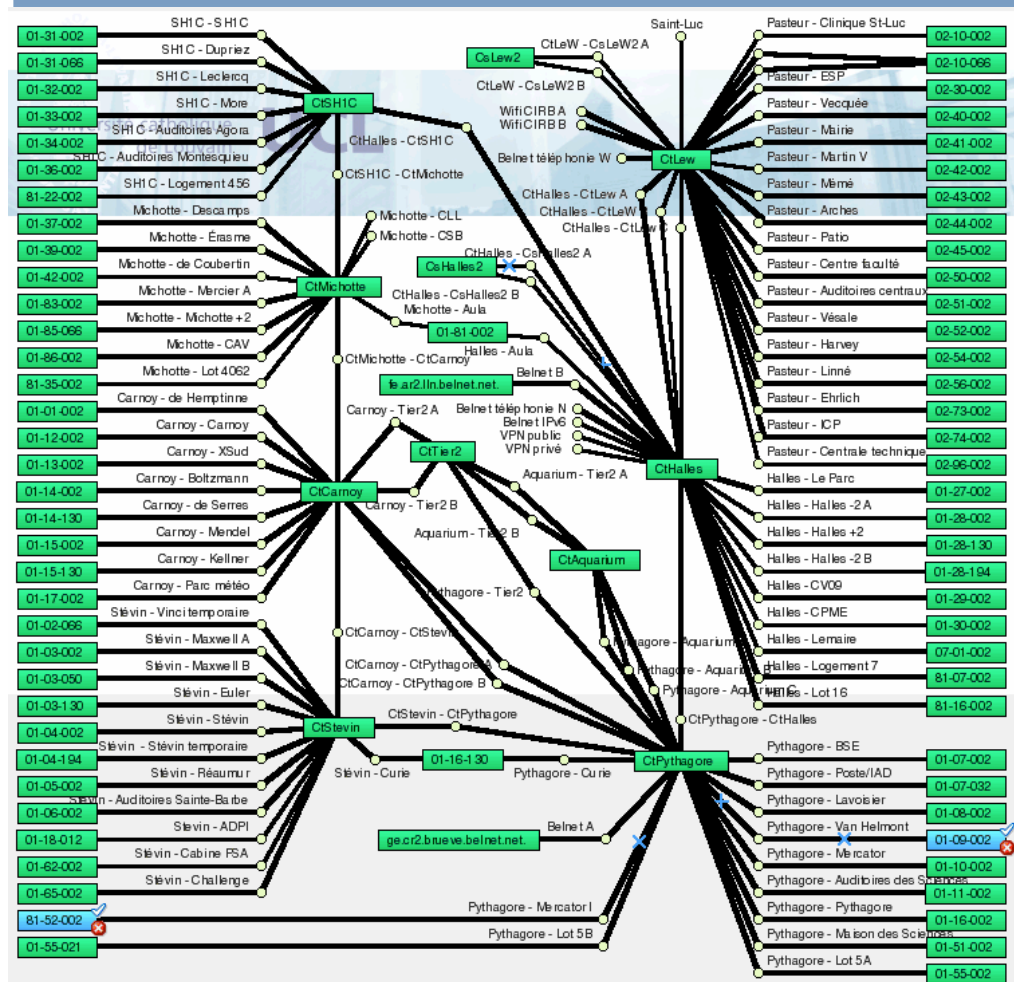 01-31-002
SH1C - SH1C
01-31-066
SH1C - Dupriez
01-32-002
SH1C - Leclercq
01-33-002
SH1C - More
01-34-002
SH1C - Auditoires Agora
01-36-002
SH1C - Auditoires Montesquieu
81-22-002
SH1C - Logement 456
01-37-002
Michotte - Descamps
01-39-002
Michotte - Érasme
01-42-002
Michotte - de Coubertin
01-83-002
Michotte - Mercier A
01-85-066
Michotte - Michotte +2
01-86-002
Michotte - CAV
81-35-002
Michotte - Lot 4062
01-01-002
Carnoy - de Hemptinne
01-12-002
Carnoy - Carnoy
01-13-002
Carnoy - XSud
01-14-002
Carnoy - Boltzmann
01-14-130
Carnoy - de Serres
01-15-002
Carnoy - Mendel
01-15-130
Carnoy - Kellner
01-17-002
Carnoy - Parc météo
01-02-066
Stévin - Vinci temporaire
01-03-002
Stévin - Maxwell A
01-03-050
Stévin - Maxwell B
01-03-130
Stévin - Euler
01-04-002
Stévin - Stévin
01-04-194
Stévin - Stévin temporaire
01-05-002
Stévin - Réaumur
01-06-002
Stévin - Auditoires Sainte-Barbe
01-18-012
Stevin - ADPI
01-62-002
Stévin - Cabine PSA
01-65-002
Stévin - Challenge
81-52-002
Pythagore - Mercator I
01-55-021
Pythagore - Lot 5B
Université catholique
de Louvain
UCL
CtSH1C
CtHalles - CtSH1C
CtSH1C - CtMichotte
Michotte - CLL
Michotte - CSB
CtMichotte
CtMichotte - CtCarnoy
Michotte - Aula
01-81-002
Halles - Aula
CsHalles2
CtHalles - CsHalles2 A
CtHalles - CsHalles2 B
Belnet B
fe.ar2.lln.belnet.net.
Belnet téléphonie N
Belnet IPv6
VPN public
VPN privé
Carnoy - Tier2 A
CtTier2
Aquarium - Tier2 A
CtCarnoy
Carnoy - Tier2 B
Aquarium - Tier2 B
CtAquarium
Pythagore - Tier2
CtCarnoy - CtStevin
Pythagore - Aquarium A
CtCarnoy - CtPythagore A
Pythagore - Aquarium B
CtCarnoy - CtPythagore B
Pythagore - Aquarium C
CtStevin - CtPythagore
CtPythagore - CtHalles
CtStevin
Stévin - Curie
01-16-130
Pythagore - Curie
CtPythagore
Belnet A
ge.cr2.brueve.belnet.net.
Saint-Luc
CsLew2
CtLeW - CsLeW2 A
CtLeW - CsLeW2 B
WifiCIRB A
WifiCIRB B
Belnet téléphonie W
CtLew
CtHalles - CtLew A
CtHalles - CtLeW
CtHalles - CtLew C
CtHalles
Pasteur - Clinique St-Luc
02-10-002
02-10-066
Pasteur - ESP
02-30-002
Pasteur - Vecquée
02-40-002
Pasteur - Mairie
02-41-002
Pasteur - Martin V
02-42-002
Pasteur - Mémé
02-43-002
Pasteur - Arches
02-44-002
Pasteur - Patio
02-45-002
Pasteur - Centre faculté
02-50-002
Pasteur - Auditoires centraux
02-51-002
Pasteur - Vésale
02-52-002
Pasteur - Harvey
02-54-002
Pasteur - Linné
02-56-002
Pasteur - Ehrlich
02-73-002
Pasteur - ICP
02-74-002
Pasteur - Centrale technique
02-96-002
Halles - Le Parc
01-27-002
Halles - Halles -2 A
01-28-002
Halles - Halles +2
01-28-130
Halles - Halles -2 B
01-28-194
Halles - CV09
01-29-002
Halles - CPME
01-30-002
Halles - Lemaire
07-01-002
Halles - Logement 7
81-07-002
Halles - Lot 16
81-16-002
Pythagore - BSE
01-07-002
Pythagore - Poste/IAD
01-07-032
Pythagore - Lavoisier
01-08-002
Pythagore - Van Helmont
01-09-002
Pythagore - Mercator
01-10-002
Pythagore - Auditoires des Sciences
01-11-002
Pythagore - Pythagore
01-16-002
Pythagore - Maison des Sciences
01-51-002
Pythagore - Lot 5A
01-55-002